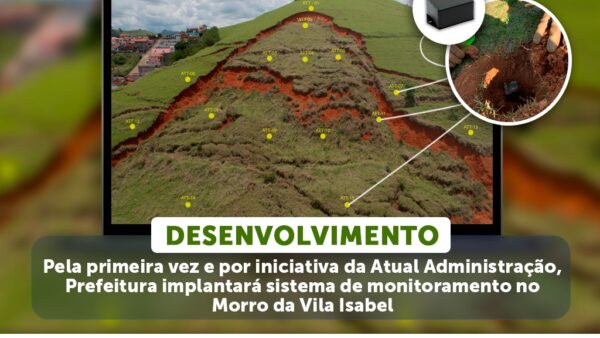 DESENVOLVIMENTO
Pela primeira vez e por iniciativa da Atual Administração,
Prefeitura implantará sistema de monitoramento no
Morro da Vila Isabel